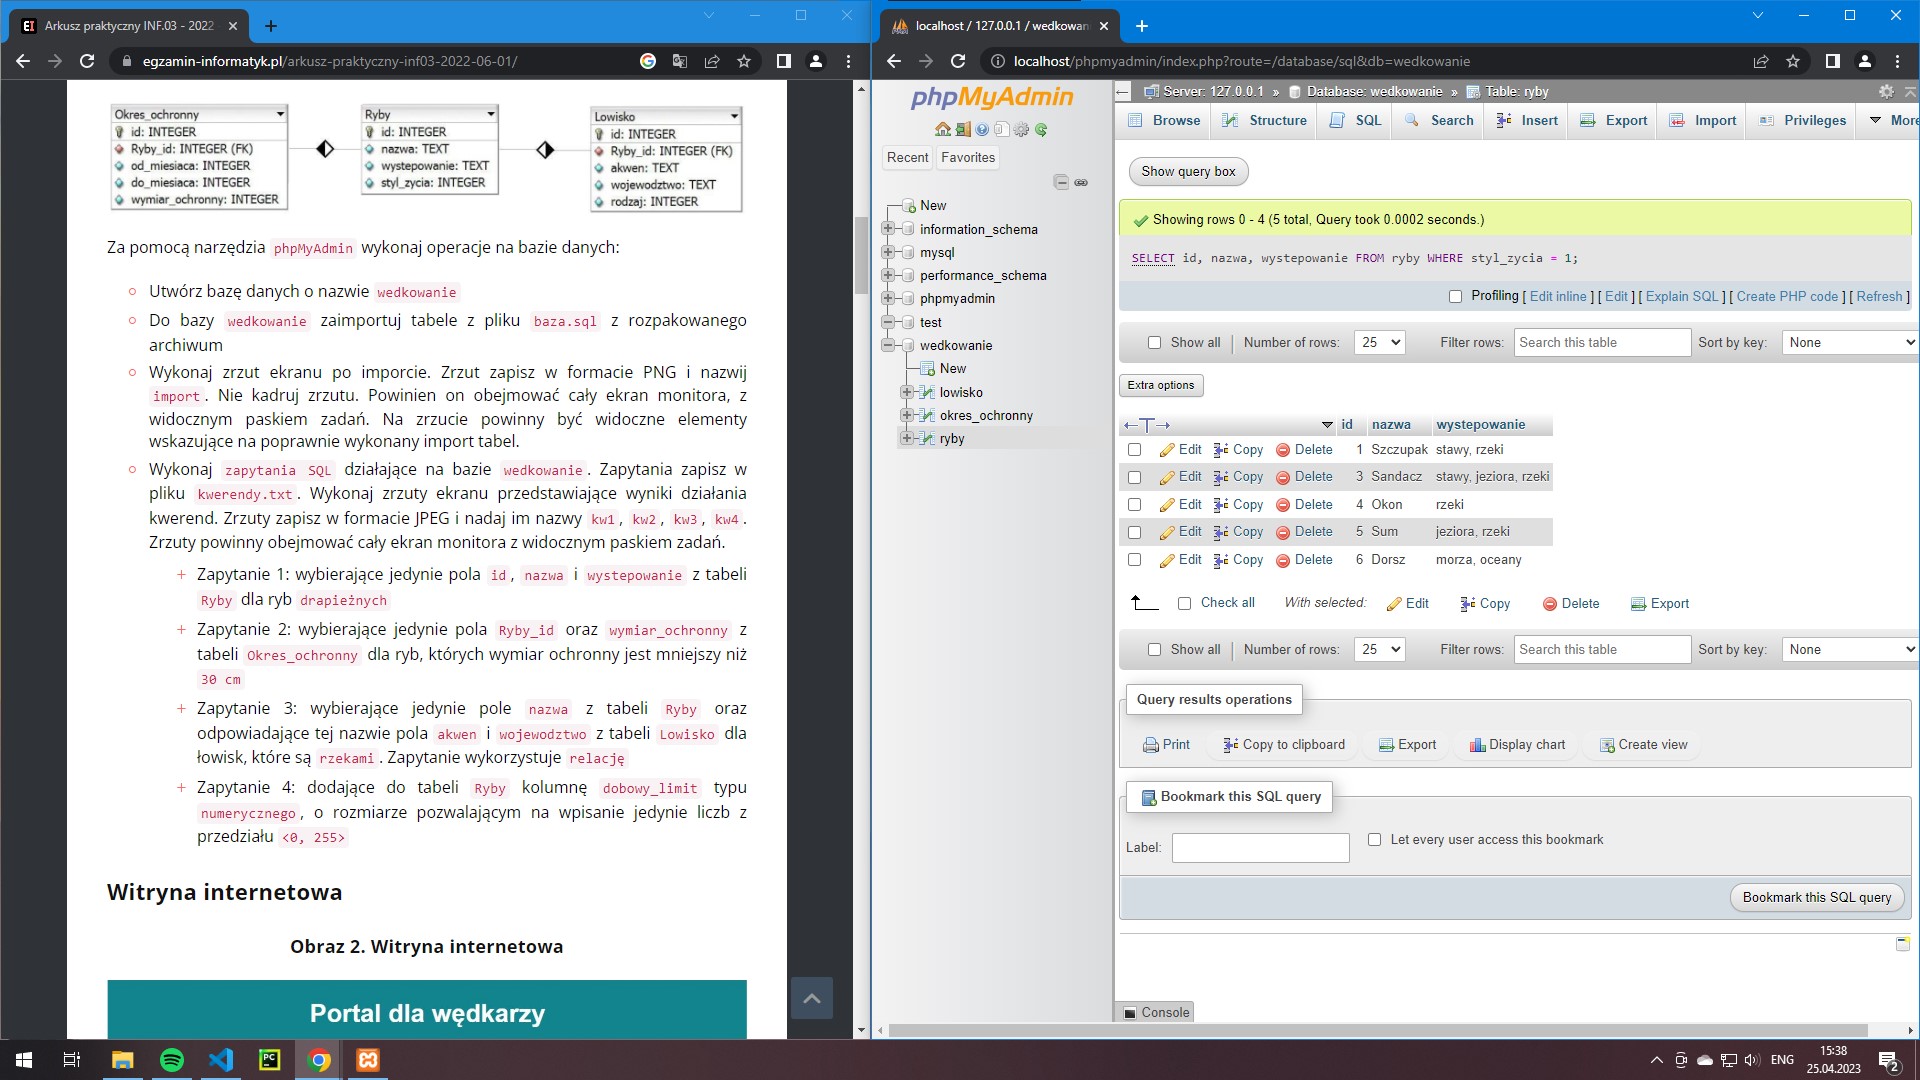 Arkusz praktyczny INF.03 - 2022
egzamin-informatyk.pl/arkusz-praktyczny-inf03-2022-06-01/
Okres_ochronny
id: INTEGER
Ryby_id: INTEGER (FK)
od_miesiaca: INTEGER
do_miesiaca: INTEGER
wymiar_ochronny: INTEGER
Ryby
id: INTEGER
nazwa: TEXT
wystepowanie: TEXT
styl_zycia: INTEGER
Lowisko
id: INTEGER
Ryby_id: INTEGER (FK)
akwen: TEXT
wojewodztwo: TEXT
rodzaj: INTEGER
Za pomocą narzędzia phpMyAdmin wykonaj operacje na bazie danych:
Utwórz bazę danych o nazwie wedkowanie
Do bazy wedkowanie zaimportuj tabele z pliku baza.sql z rozpakowanego
archiwum
Wykonaj zrzut ekranu po imporcie. Zrzut zapisz w formacie PNG i nazwij
import. Nie kadruj zrzutu. Powinien on obejmować cały ekran monitora, z
widocznym paskiem zadań. Na zrzucie powinny być widoczne elementy
wskazujące na poprawnie wykonany import tabel.
Wykonaj zapytania SQL działające na bazie wedkowanie. Zapytania zapisz w
pliku kwerendy.txt. Wykonaj zrzuty ekranu przedstawiające wyniki działania
kwerend. Zrzuty zapisz w formacie JPEG i nadaj im nazwy kw1, kw2, kw3, kw4.
Zrzuty powinny obejmować cały ekran monitora z widocznym paskiem zadań.
+ Zapytanie 1: wybierające jedynie pola id, nazwa i wystepowanie z tabeli
Ryby dla ryb drapieżnych
+ Zapytanie 2: wybierające jedynie pola Ryby_id oraz wymiar_ochronny z
tabeli Okres_ochronny dla ryb, których wymiar ochronny jest mniejszy niż
30 cm
+ Zapytanie 3: wybierające jedynie pole nazwa z tabeli Ryby oraz
odpowiadające tej nazwie pola akwen i wojewodztwo z tabeli Lowisko dla
łowisk, które są rzekami. Zapytanie wykorzystuje relację
+ Zapytanie 4: dodające do tabeli Ryby kolumnę dobowy_limit typu
numerycznego, o rozmiarze pozwalającym na wpisanie jedynie liczb z
przedziału <0, 255>
Witryna internetowa
Obraz 2. Witryna internetowa
Portal dla wędkarzy
localhost / 127.0.0.1 / wedkowan
localhost/phpmyadmin/index.php?route=/database/sql&db=wedkowanie
phpMyAdmin
Recent Favorites
New
information_schema
mysql
performance_schema
phpmyadmin
test
wedkowanie
New
lowisko
okres_ochronny
ryby
Server: 127.0.0.1 » Database: wedkowanie » Table: ryby
Browse Structure SQL Search Insert Export Import Privileges More
Show query box
Showing rows 0 - 4 (5 total, Query took 0.0002 seconds.)
SELECT id, nazwa, wystepowanie FROM ryby WHERE styl_zycia = 1;
Profiling [ Edit inline ] [ Edit ] [ Explain SQL ] [ Create PHP code ] [ Refresh ]
Show all Number of rows: 25 Filter rows: Search this table Sort by key: None
Extra options
id nazwa wystepowanie
Edit Copy Delete 1 Szczupak stawy, rzeki
Edit Copy Delete 3 Sandacz stawy, jeziora, rzeki
Edit Copy Delete 4 Okon rzeki
Edit Copy Delete 5 Sum jeziora, rzeki
Edit Copy Delete 6 Dorsz morza, oceany
Check all With selected: Edit Copy Delete Export
Show all Number of rows: 25 Filter rows: Search this table Sort by key: None
Query results operations
Print Copy to clipboard Export Display chart Create view
Bookmark this SQL query
Label: Let every user access this bookmark
Bookmark this SQL query
Console
PC
ENG
15:38
25.04.2023
2